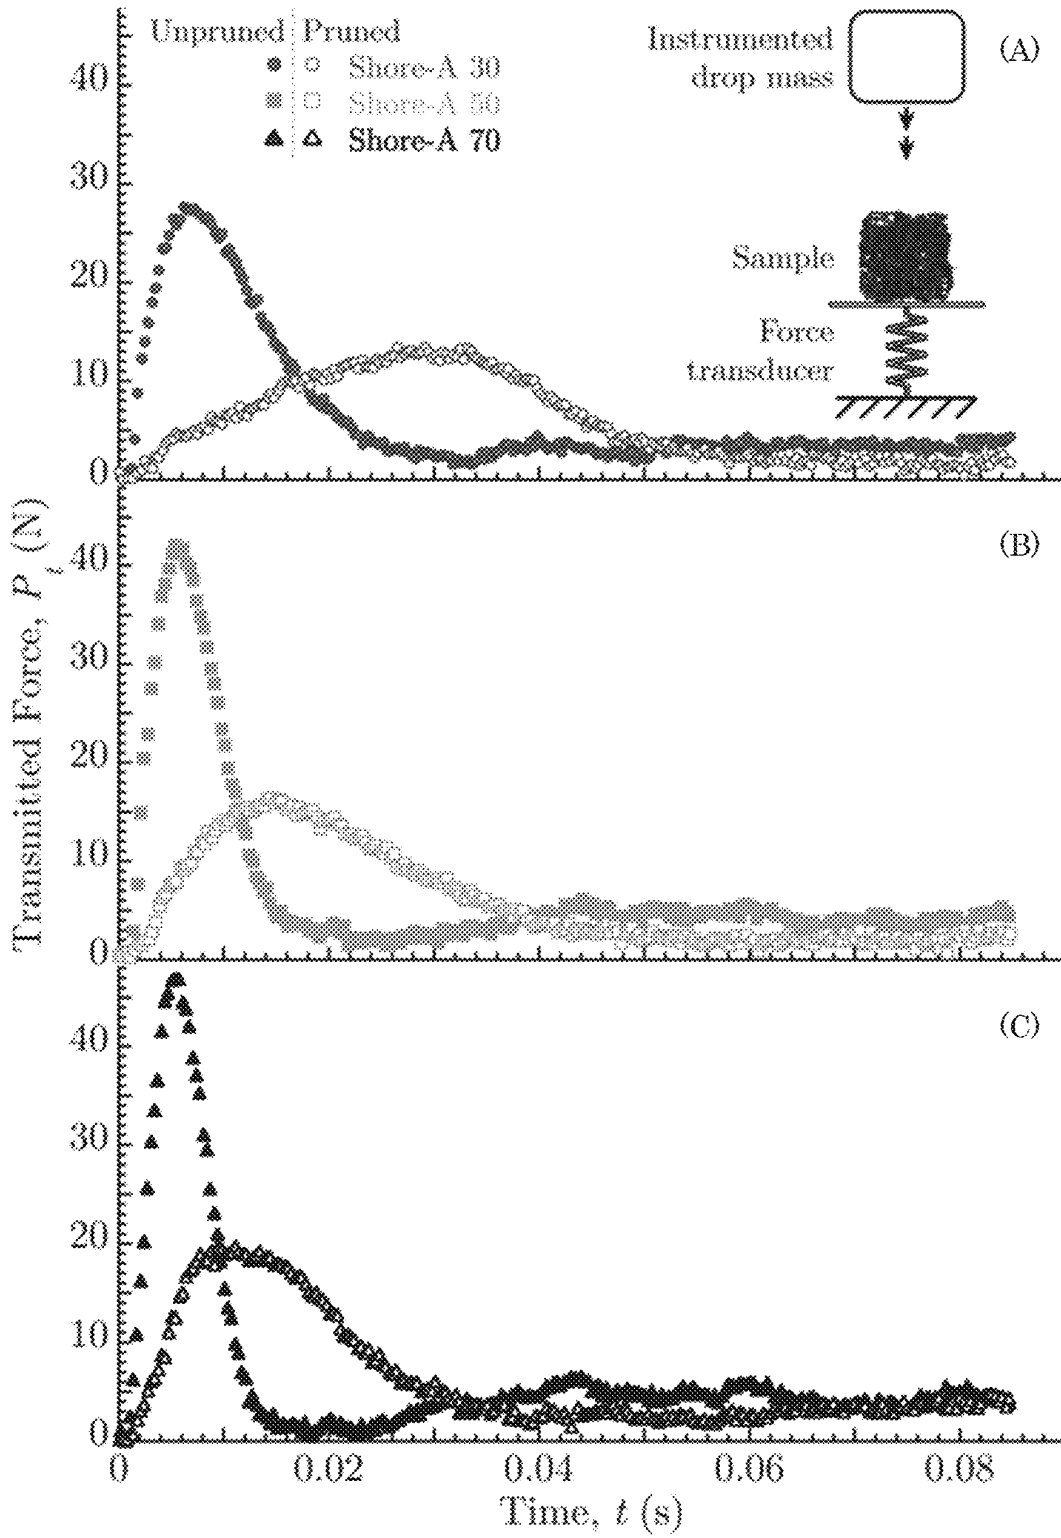 Unpruned Pruned
Shore-A 30
Shore-A 50
Shore-A 70
Instrumented
drop mass
(A)
Sample
Force
transducer
40
30
20
10
0
(B)
40
30
20
10
0
(C)
40
30
20
10
0
0 0.02 0.04 0.06 0.08
Time, t (s)
Transmitted Force, P_t (N)